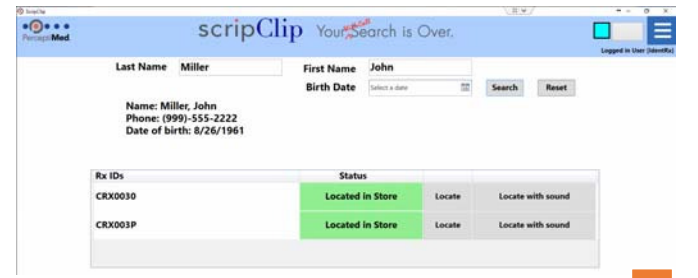 ScripClip
PerceptiMed.
scripClip Your Search is Over.
Logged in User (IdentRx)
Last Name Miller First Name John
Birth Date Select a date Search Reset
Name: Miller, John
Phone: (999)-555-2222
Date of birth: 8/26/1961
Rx IDs Status
CRX0030 Located in Store Locate Locate with sound
CRX003P Located in Store Locate Locate with sound